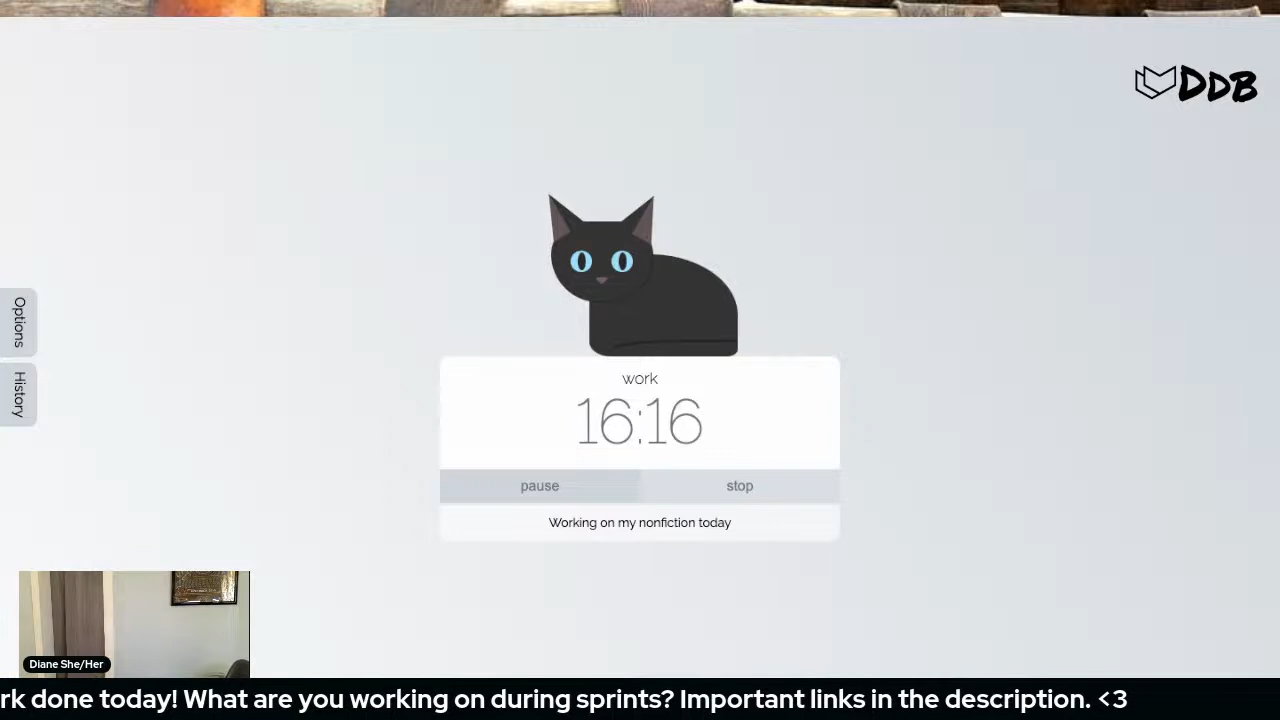 DDB
Options
History
work
16:16
pause
stop
Working on my nonfiction today
Diane She/Her
rk done today! What are you working on during sprints? Important links in the description. <3